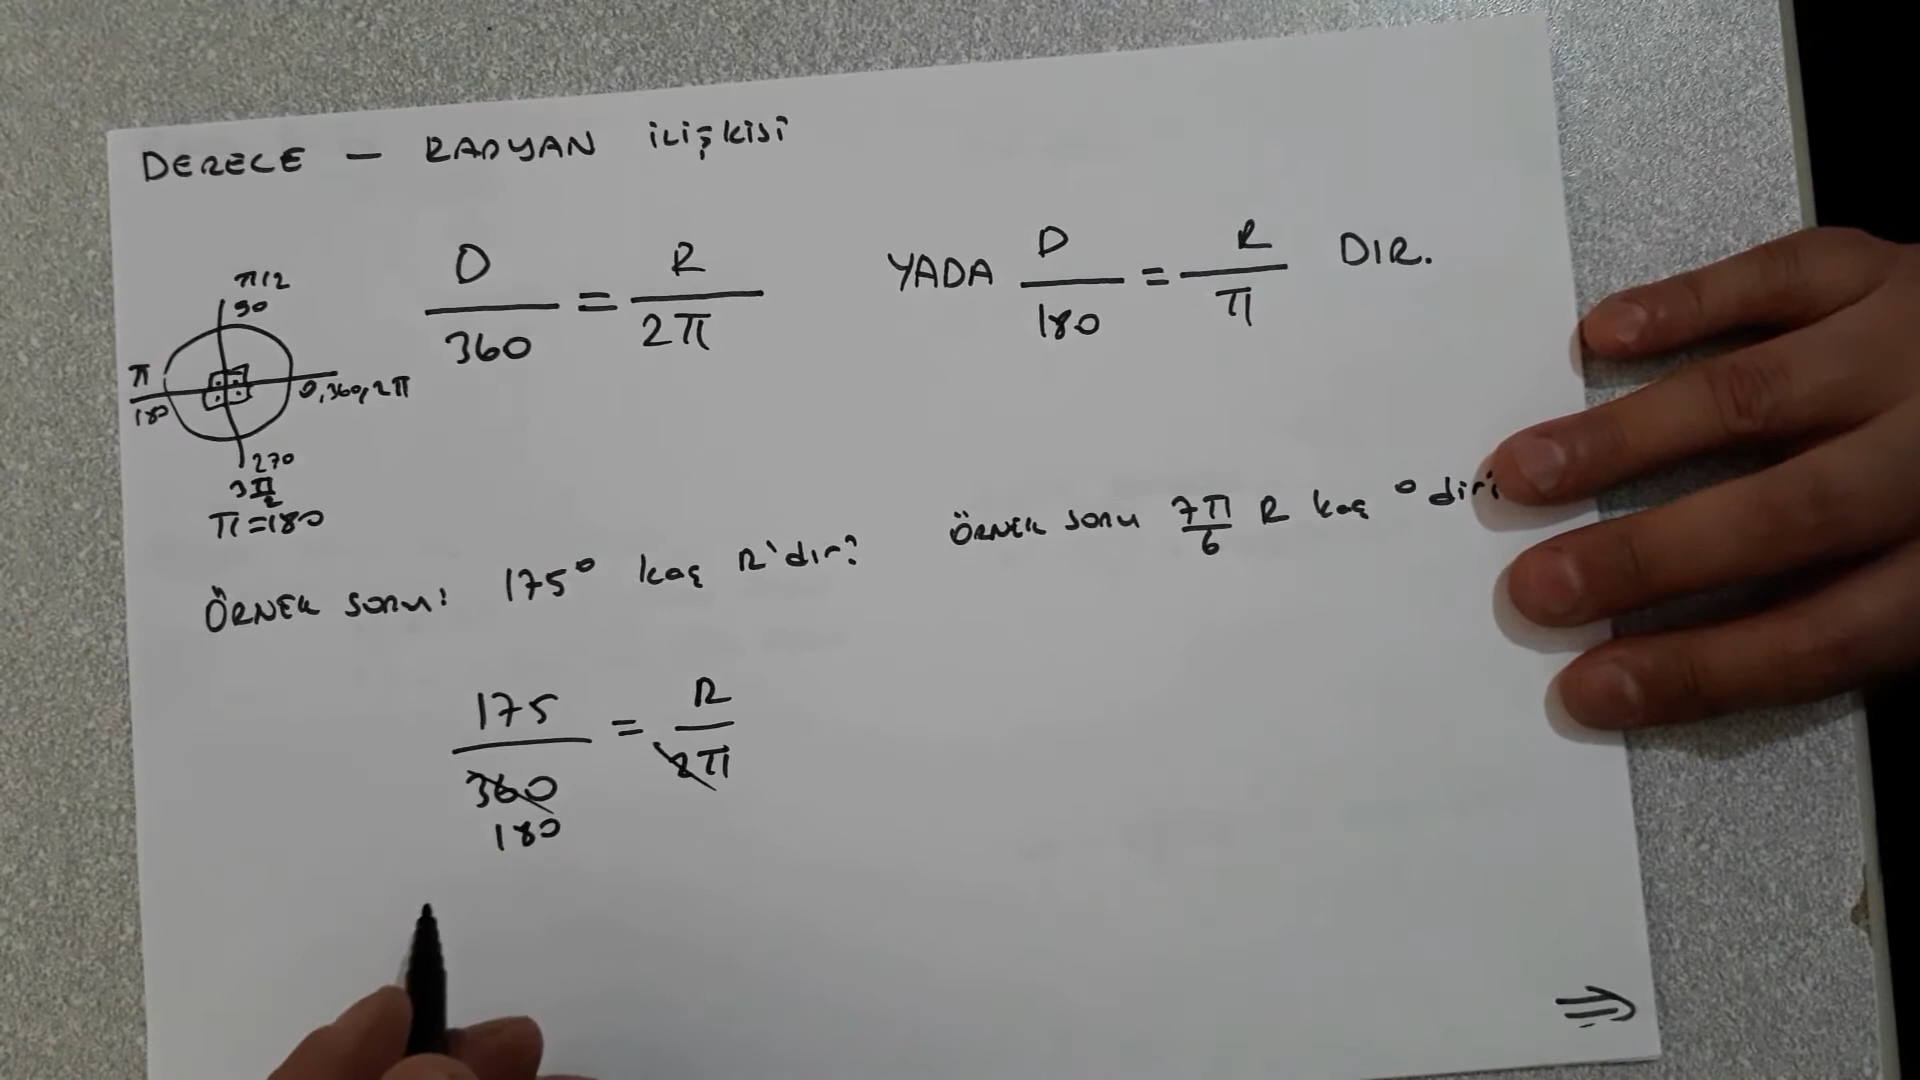 DERECE — RADYAN İLİŞKİSİ
D/360 = R/2π YADA D/180 = R/π DIR.
π/2
90
π
180
0,360,2π
270
3π/2
π=180
ÖRNEK soru: 175° kaç R'dir?
ÖRNEK soru 7π/6 R kaç ° dir
175/360 = R/2π
180
⇒